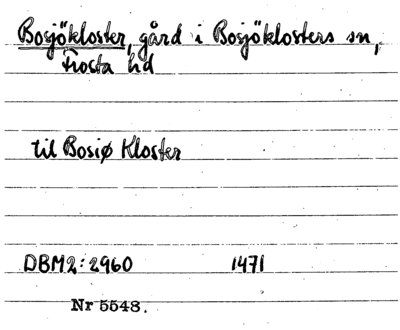 Bosjökloster, gård i Bosjöklosters sn,
Frosta hd
til Bosiø Kloster
DBM2:2960 1471
Nr 5548.